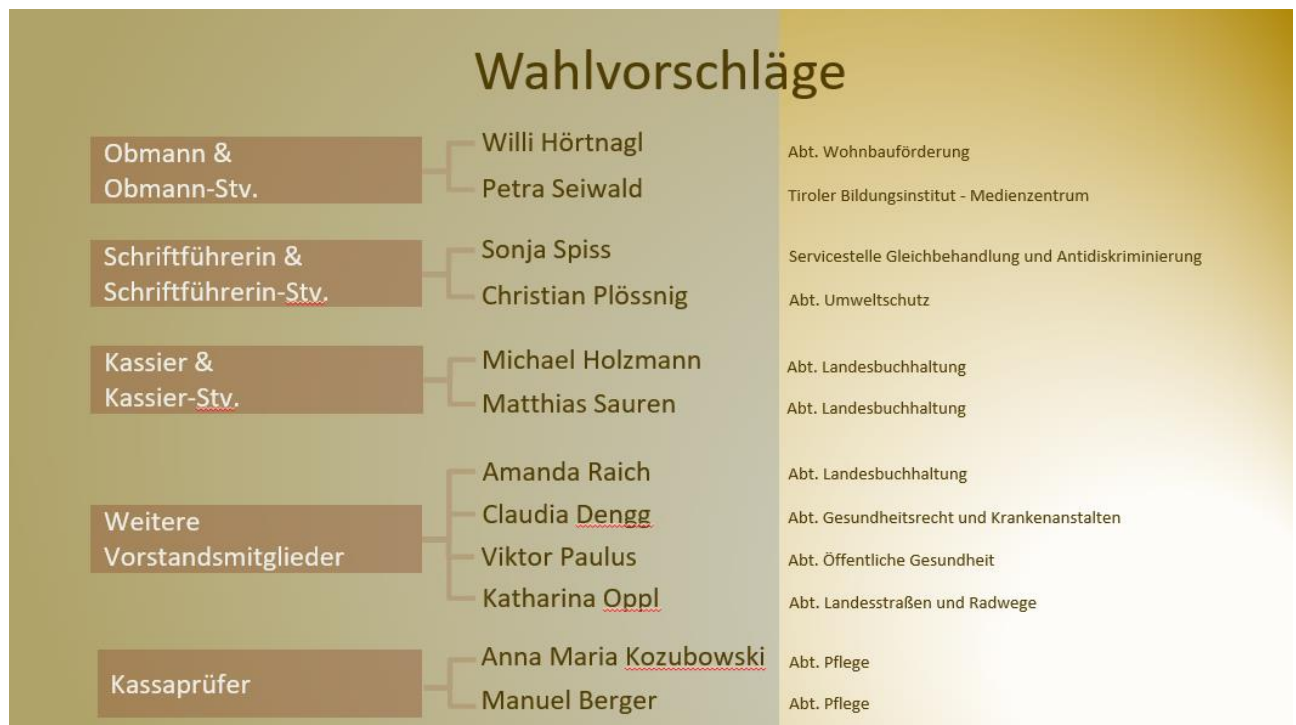 Wahlvorschläge
Obmann &
Obmann-Stv.
Willi Hörtnagl
Abt. Wohnbauförderung
Petra Seiwald
Tiroler Bildungsinstitut - Medienzentrum
Schriftführerin &
Schriftführerin-Stv.
Sonja Spiss
Servicestelle Gleichbehandlung und Antidiskriminierung
Christian Plössnig
Abt. Umweltschutz
Kassier &
Kassier-Stv.
Michael Holzmann
Abt. Landesbuchhaltung
Matthias Sauren
Abt. Landesbuchhaltung
Weitere
Vorstandsmitglieder
Amanda Raich
Abt. Landesbuchhaltung
Claudia Dengg
Abt. Gesundheitsrecht und Krankenanstalten
Viktor Paulus
Abt. Öffentliche Gesundheit
Katharina Oppl
Abt. Landesstraßen und Radwege
Kassaprüfer
Anna Maria Kozubowski
Abt. Pflege
Manuel Berger
Abt. Pflege